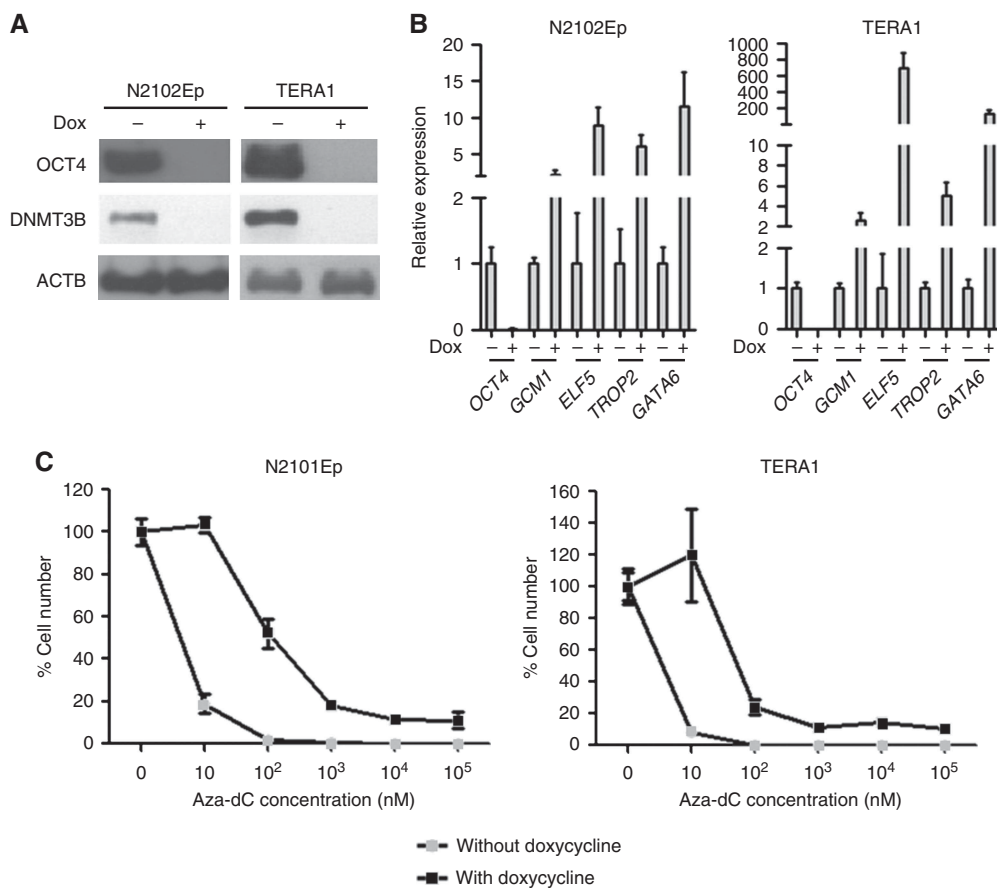 A
N2102Ep TERA1
Dox – + – +
OCT4
DNMT3B
ACTB
B
N2102Ep
Relative expression
20
15
10
5
2
1
0
Dox – + – + – + – + – +
OCT4 GCM1 ELF5 TROP2 GATA6
TERA1
1000
800
600
400
200
10
8
6
4
2
2
1
0
Dox – + – + – + – + – +
OCT4 GCM1 ELF5 TROP2 GATA6
C
N2101Ep
% Cell number
120
100
80
60
40
20
0
0 10 10² 10³ 10⁴ 10⁵
Aza-dC concentration (nM)
TERA1
% Cell number
160
140
120
100
80
60
40
20
0
0 10 10² 10³ 10⁴ 10⁵
Aza-dC concentration (nM)
Without doxycycline
With doxycycline